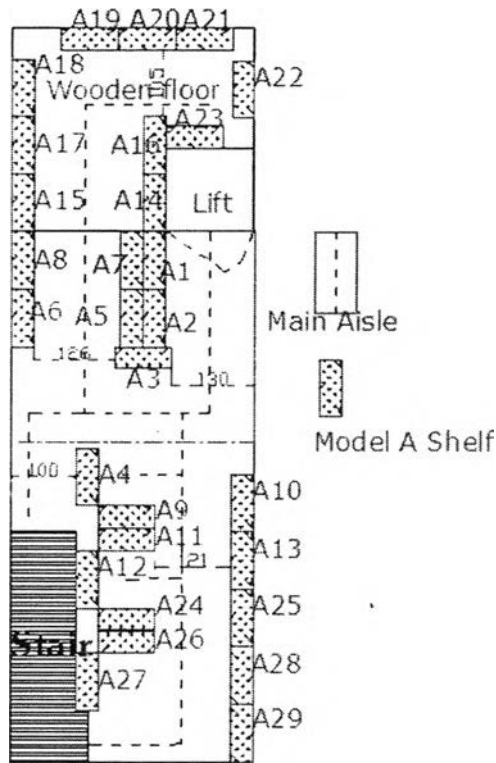 A19 A20 A21
A18
115
Wooden floor
A22
A23
A17 A16
A15 A14 Lift
A8 A7 A1
A6 A5 A2
Main Aisle
A3 130
Model A Shelf
100 A4
A9 A10
A11
A12 A13
121
A24 A25
Stair A26
A27 A28
A29